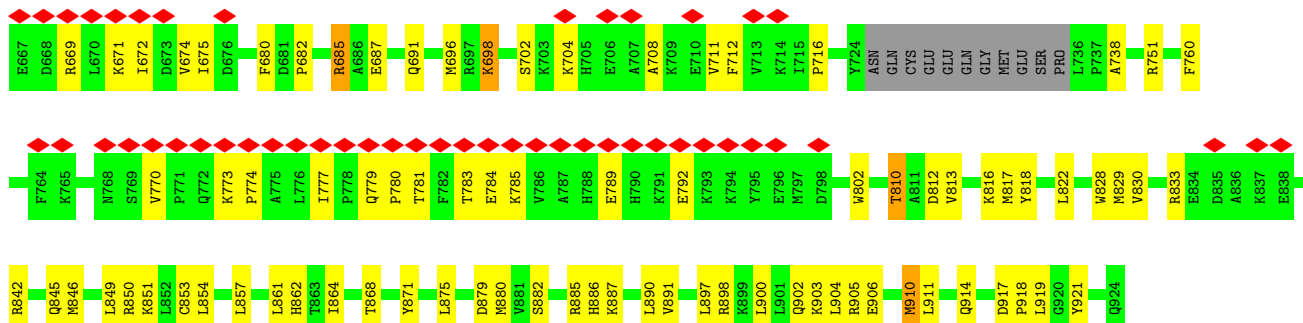 E667 D668 R669 L670 K671 I672 D673 V674 I675 D676 F680 D681 P682 R685 A686 E687 Q691 M696 R697 K698 S702 K703 K704 H705 E706 A707 A708 K709 E710 V711 F712 V713 K714 I715 P716 Y724 ASN GLN CYS GLU GLU GLN GLY MET GLU SER PRO L736 P737 A738 R751 F760
F764 K765 N768 S769 V770 P771 Q772 K773 P774 A775 L776 I777 P778 Q779 P780 T781 F782 T783 E784 K785 V786 A787 H788 E789 H790 K791 E792 K793 K794 Y795 E796 M797 D798 W802 T810 A811 D812 V813 K816 M817 Y818 L822 W828 M829 V830 R833 E834 D835 A836 K837 E838
R842 Q845 M846 L849 R850 K851 L852 C853 L854 L857 L861 H862 T863 I864 T868 Y871 L875 D879 M880 V881 S882 R885 H886 K887 L890 V891 L897 R898 K899 L900 L901 Q902 K903 L904 R905 E906 M910 L911 Q914 D917 P918 L919 G920 Y921 Q924